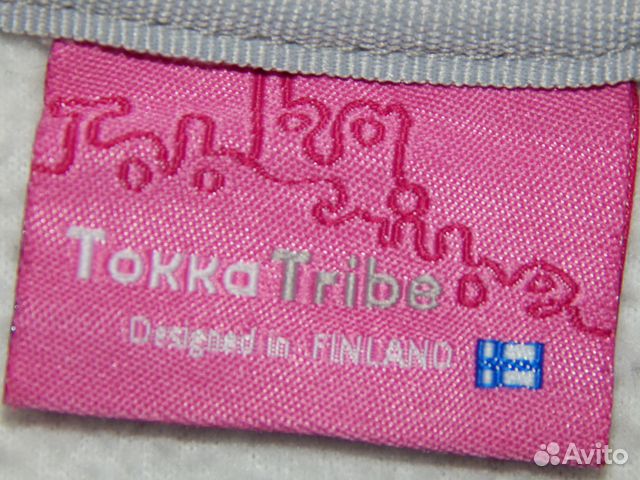 Tokka Tribe
Designed in FINLAND
Avito